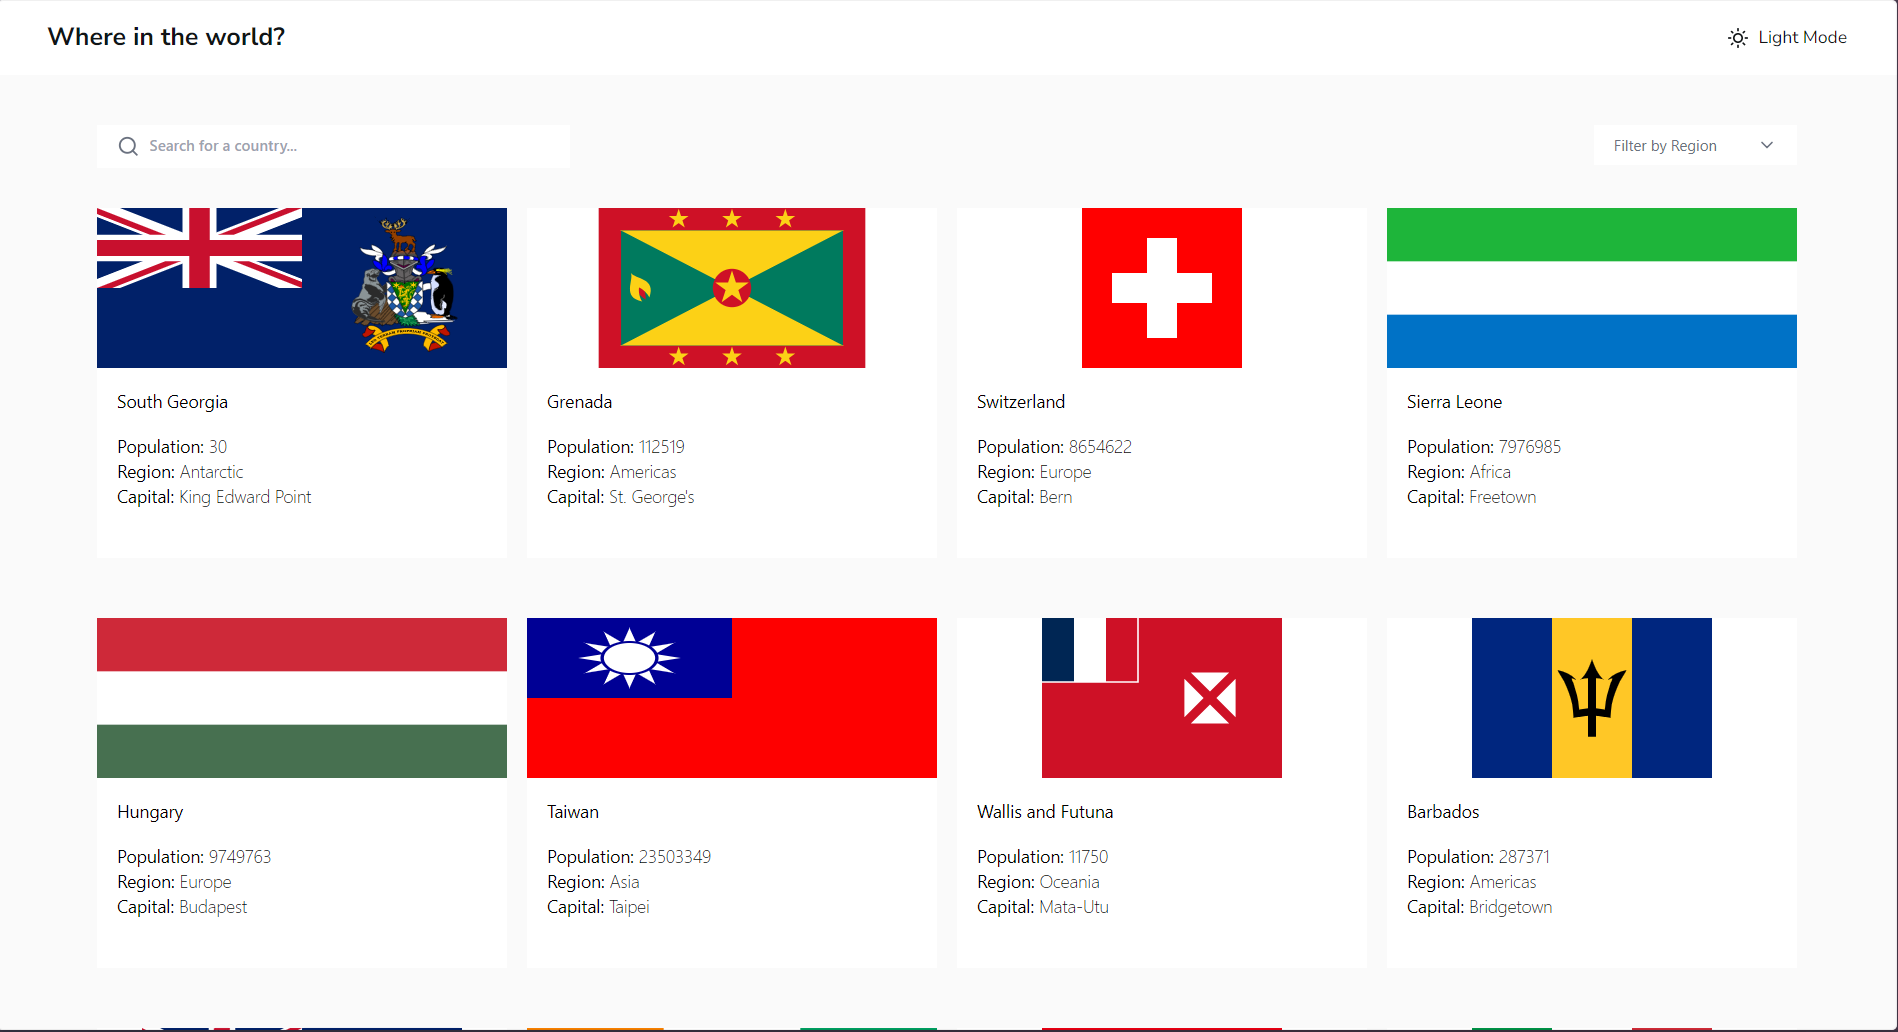 Where in the world?
Light Mode
Search for a country...
Filter by Region
South Georgia
Population: 30
Region: Antarctic
Capital: King Edward Point
Grenada
Population: 112519
Region: Americas
Capital: St. George's
Switzerland
Population: 8654622
Region: Europe
Capital: Bern
Sierra Leone
Population: 7976985
Region: Africa
Capital: Freetown
Hungary
Population: 9749763
Region: Europe
Capital: Budapest
Taiwan
Population: 23503349
Region: Asia
Capital: Taipei
Wallis and Futuna
Population: 11750
Region: Oceania
Capital: Mata-Utu
Barbados
Population: 287371
Region: Americas
Capital: Bridgetown